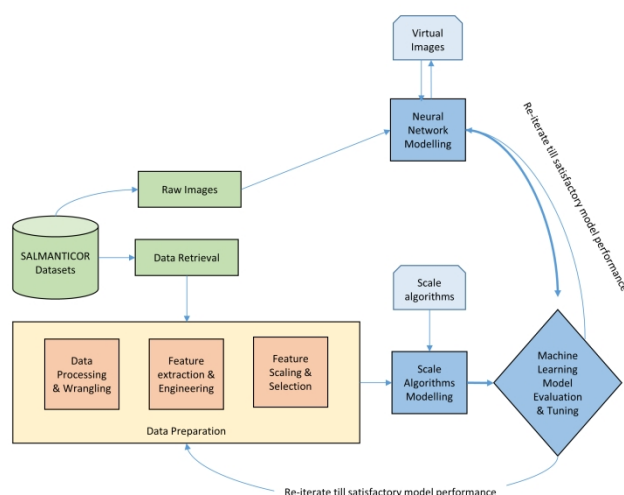 Virtual
Images
Neural
Network
Modelling
Re-iterate till satisfactory model performance
Raw Images
SALMANTICOR
Datasets
Data Retrieval
Scale
algorithms
Data
Processing
& Wrangling
Feature
extraction &
Engineering
Feature
Scaling &
Selection
Data Preparation
Scale
Algorithms
Modelling
Machine
Learning
Model
Evaluation
& Tuning
Re-iterate till satisfactory model performance